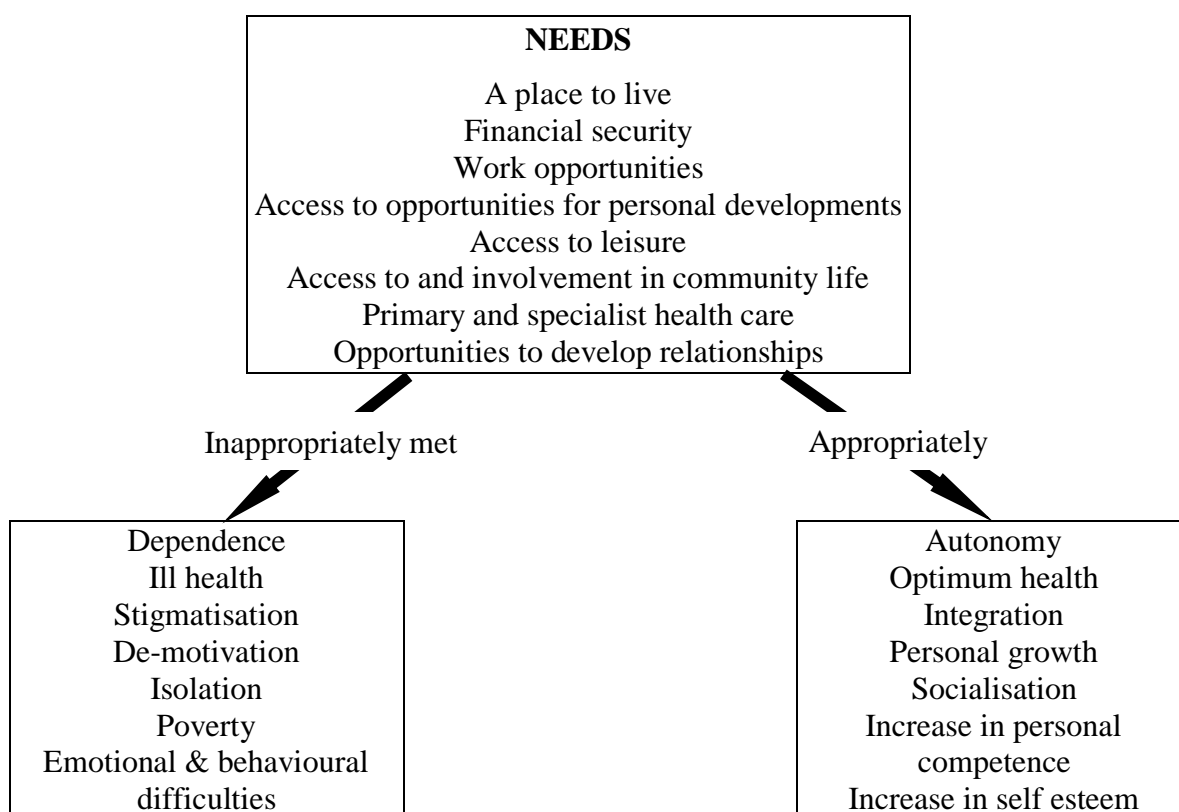 NEEDS
A place to live
Financial security
Work opportunities
Access to opportunities for personal developments
Access to leisure
Access to and involvement in community life
Primary and specialist health care
Opportunities to develop relationships
Inappropriately met
Appropriately
Dependence
Ill health
Stigmatisation
De-motivation
Isolation
Poverty
Emotional & behavioural
difficulties
Autonomy
Optimum health
Integration
Personal growth
Socialisation
Increase in personal
competence
Increase in self esteem